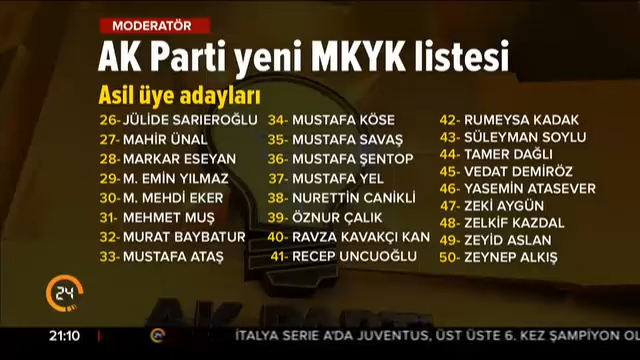 MODERATÖR
AK Parti yeni MKYK listesi
Asil üye adayları
26- JÜLİDE SARIEROĞLU
27- MAHİR ÜNAL
28- MARKAR ESEYAN
29- M. EMIN YILMAZ
30- M. MEHDI EKER
31- MEHMET MUŞ
32- MURAT BAYBATUR
33- MUSTAFA ATAŞ
34- MUSTAFA KÖSE
35- MUSTAFA SAVAŞ
36- MUSTAFA ŞENTOP
37- MUSTAFA YEL
38- NURETTİN CANİKLİ
39- ÖZNUR ÇALIK
40- RAVZA KAVAKÇI KAN
41- RECEP UNCUOĞLU
42- RUMEYSA KADAK
43- SÜLEYMAN SOYLU
44- TAMER DAĞLI
45- VEDAT DEMİRÖZ
46- YASEMIN ATASEVER
47- ZEKİ AYGÜN
48- ZELKİF KAZDAL
49- ZEYİD ASLAN
50- ZEYNEP ALKIŞ
24
AK PARTİ
21:10
İTALYA SERIE A'DA JUVENTUS, ÜST ÜSTE 6. KEZ ŞAMPİYON OL